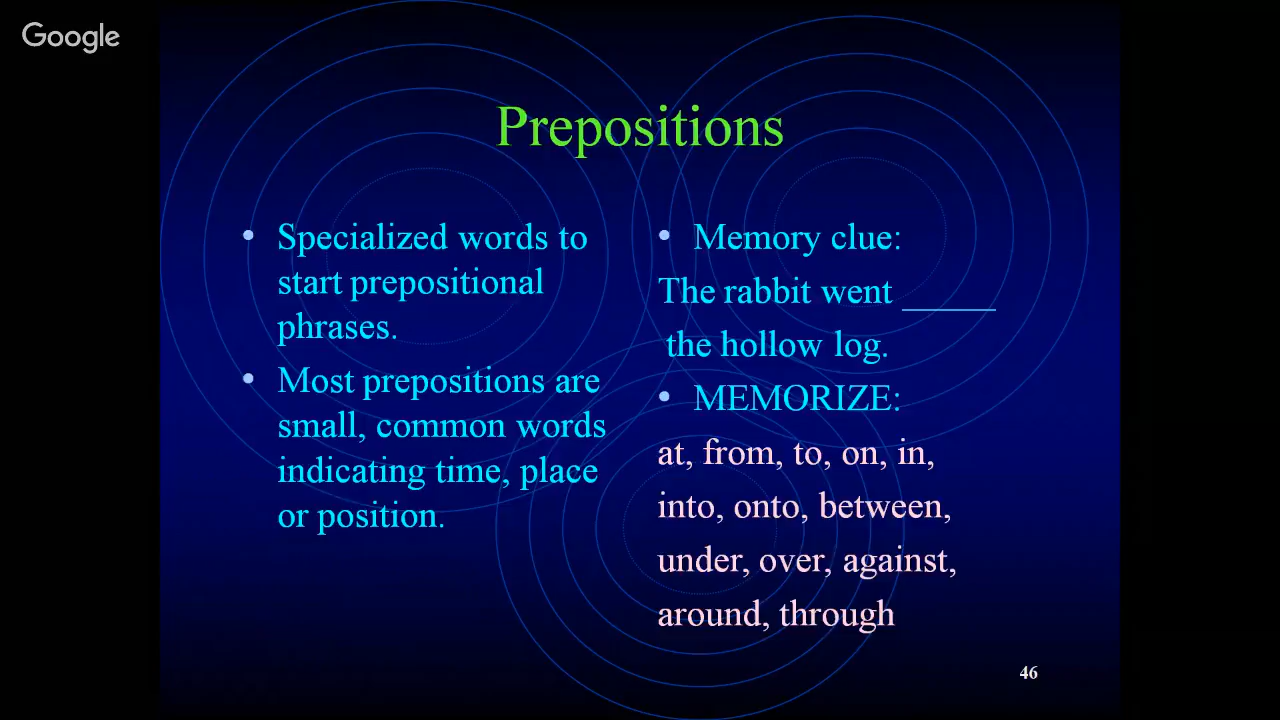 Google
Prepositions
• Specialized words to
start prepositional
phrases.
• Most prepositions are
small, common words
indicating time, place
or position.
• Memory clue:
The rabbit went _____
the hollow log.
• MEMORIZE:
at, from, to, on, in,
into, onto, between,
under, over, against,
around, through
46